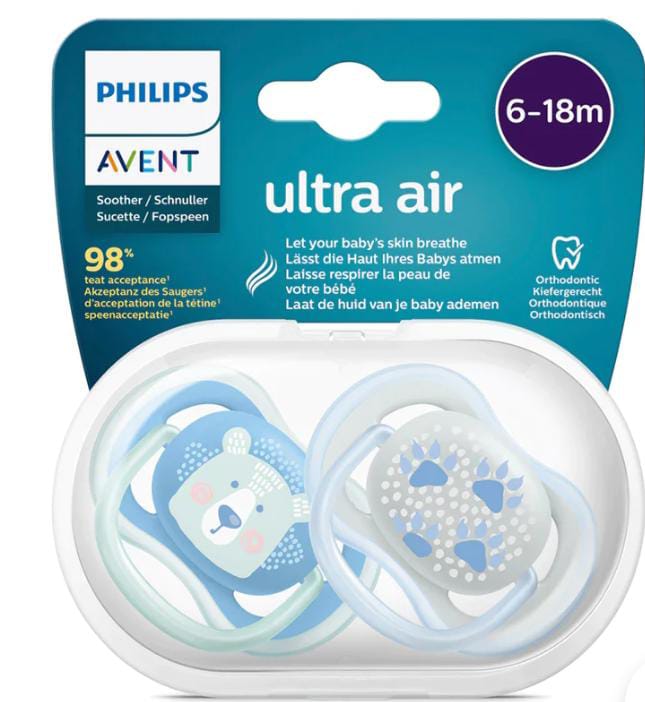 PHILIPS
AVENT
Soother / Schnuller
Sucette / Fopspeen
6-18m
ultra air
98%
teat acceptance¹
Akzeptanz des Saugers¹
d'acceptation de la tétine¹
speenacceptatie¹
Let your baby's skin breathe
Lässt die Haut Ihres Babys atmen
Laisse respirer la peau de
votre bébé
Laat de huid van je baby ademen
Orthodontic
Kiefergerecht
Orthodontique
Orthodontisch